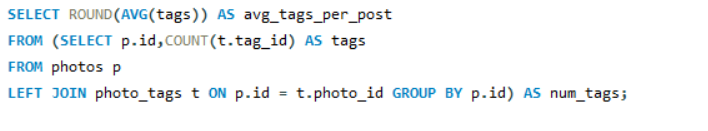 SELECT ROUND(AVG(tags)) AS avg_tags_per_post
FROM (SELECT p.id,COUNT(t.tag_id) AS tags
FROM photos p
LEFT JOIN photo_tags t ON p.id = t.photo_id GROUP BY p.id) AS num_tags;